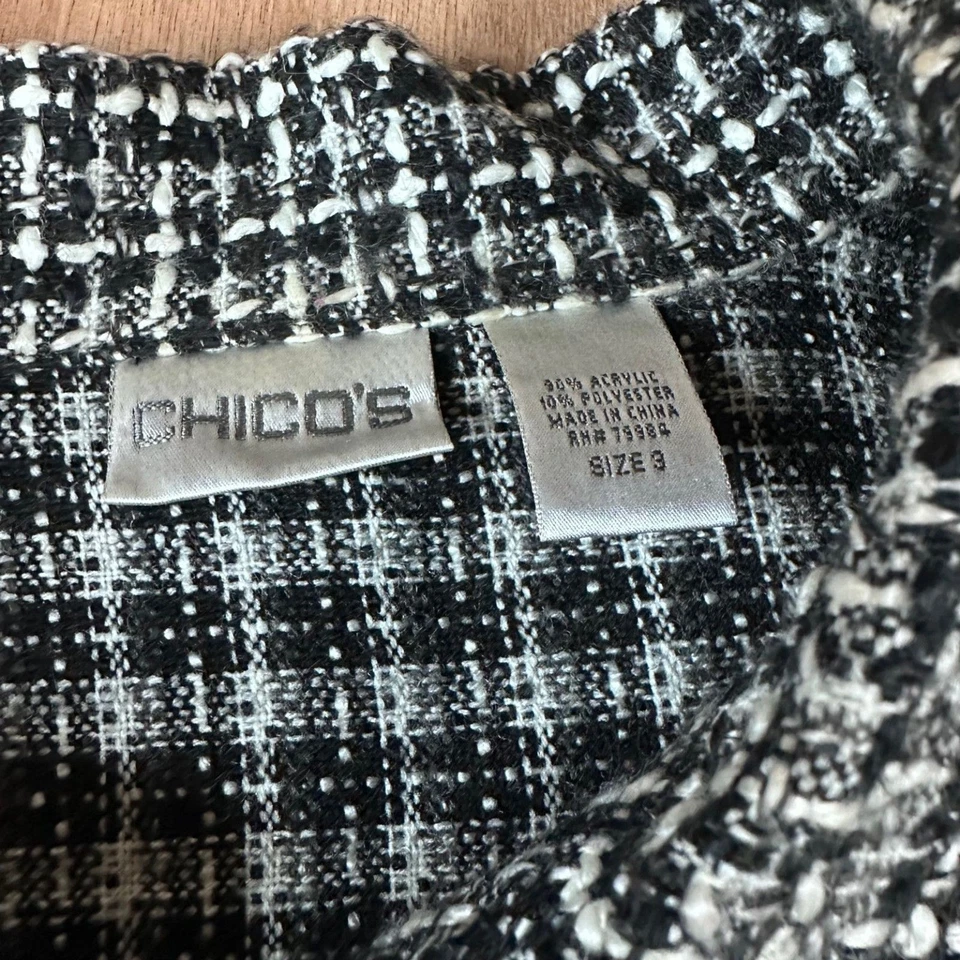 CHICO'S
90% ACRYLIC
10% POLYESTER
MADE IN CHINA
RN# 79984
SIZE 3